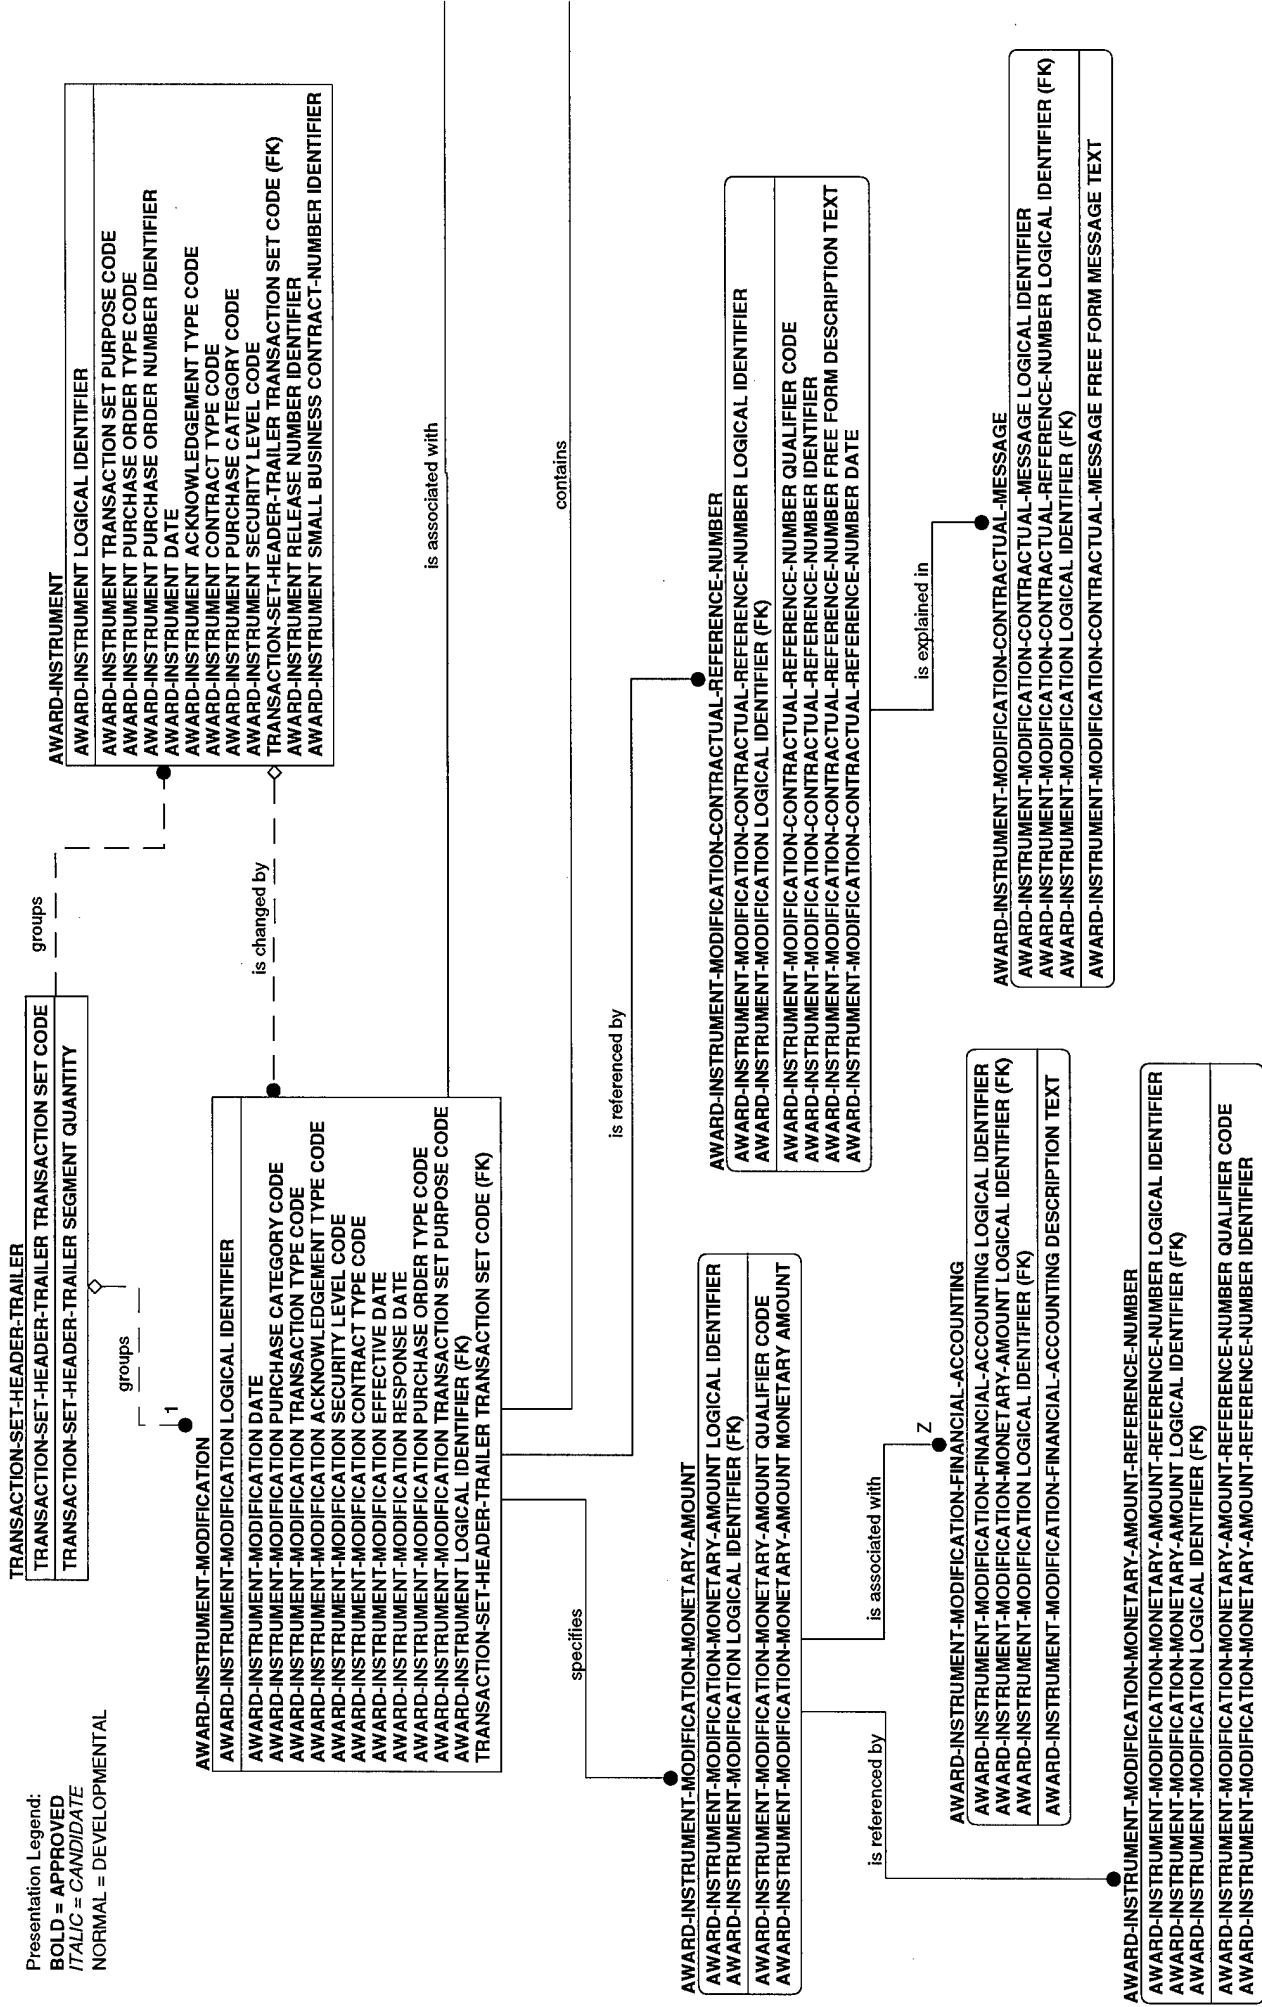 Presentation Legend:
BOLD = APPROVED
ITALIC = CANDIDATE
NORMAL = DEVELOPMENTAL
TRANSACTION-SET-HEADER-TRAILER
TRANSACTION-SET-HEADER-TRAILER TRANSACTION SET CODE
TRANSACTION-SET-HEADER-TRAILER SEGMENT QUANTITY
groups
groups
1
AWARD-INSTRUMENT
AWARD-INSTRUMENT LOGICAL IDENTIFIER
AWARD-INSTRUMENT TRANSACTION SET PURPOSE CODE
AWARD-INSTRUMENT PURCHASE ORDER TYPE CODE
AWARD-INSTRUMENT PURCHASE ORDER NUMBER IDENTIFIER
AWARD-INSTRUMENT DATE
AWARD-INSTRUMENT ACKNOWLEDGEMENT TYPE CODE
AWARD-INSTRUMENT CONTRACT TYPE CODE
AWARD-INSTRUMENT PURCHASE CATEGORY CODE
AWARD-INSTRUMENT SECURITY LEVEL CODE
TRANSACTION-SET-HEADER-TRAILER TRANSACTION SET CODE (FK)
AWARD-INSTRUMENT RELEASE NUMBER IDENTIFIER
AWARD-INSTRUMENT SMALL BUSINESS CONTRACT-NUMBER IDENTIFIER
is changed by
AWARD-INSTRUMENT-MODIFICATION
AWARD-INSTRUMENT-MODIFICATION LOGICAL IDENTIFIER
AWARD-INSTRUMENT-MODIFICATION DATE
AWARD-INSTRUMENT-MODIFICATION PURCHASE CATEGORY CODE
AWARD-INSTRUMENT-MODIFICATION TRANSACTION TYPE CODE
AWARD-INSTRUMENT-MODIFICATION ACKNOWLEDGEMENT TYPE CODE
AWARD-INSTRUMENT-MODIFICATION SECURITY LEVEL CODE
AWARD-INSTRUMENT-MODIFICATION CONTRACT TYPE CODE
AWARD-INSTRUMENT-MODIFICATION EFFECTIVE DATE
AWARD-INSTRUMENT-MODIFICATION RESPONSE DATE
AWARD-INSTRUMENT-MODIFICATION PURCHASE ORDER TYPE CODE
AWARD-INSTRUMENT-MODIFICATION TRANSACTION SET PURPOSE CODE
AWARD-INSTRUMENT LOGICAL IDENTIFIER (FK)
TRANSACTION-SET-HEADER-TRAILER TRANSACTION SET CODE (FK)
is associated with
contains
specifies
is referenced by
AWARD-INSTRUMENT-MODIFICATION-MONETARY-AMOUNT
AWARD-INSTRUMENT-MODIFICATION-MONETARY-AMOUNT LOGICAL IDENTIFIER
AWARD-INSTRUMENT-MODIFICATION LOGICAL IDENTIFIER (FK)
AWARD-INSTRUMENT-MODIFICATION-MONETARY-AMOUNT QUALIFIER CODE
AWARD-INSTRUMENT-MODIFICATION-MONETARY-AMOUNT MONETARY AMOUNT
AWARD-INSTRUMENT-MODIFICATION-CONTRACTUAL-REFERENCE-NUMBER
AWARD-INSTRUMENT-MODIFICATION-CONTRACTUAL-REFERENCE-NUMBER LOGICAL IDENTIFIER
AWARD-INSTRUMENT-MODIFICATION LOGICAL IDENTIFIER (FK)
AWARD-INSTRUMENT-MODIFICATION-CONTRACTUAL-REFERENCE-NUMBER QUALIFIER CODE
AWARD-INSTRUMENT-MODIFICATION-CONTRACTUAL-REFERENCE-NUMBER IDENTIFIER
AWARD-INSTRUMENT-MODIFICATION-CONTRACTUAL-REFERENCE-NUMBER FREE FORM DESCRIPTION TEXT
AWARD-INSTRUMENT-MODIFICATION-CONTRACTUAL-REFERENCE-NUMBER DATE
is referenced by
is associated with
Z
is explained in
AWARD-INSTRUMENT-MODIFICATION-FINANCIAL-ACCOUNTING
AWARD-INSTRUMENT-MODIFICATION-FINANCIAL-ACCOUNTING LOGICAL IDENTIFIER
AWARD-INSTRUMENT-MODIFICATION-MONETARY-AMOUNT LOGICAL IDENTIFIER (FK)
AWARD-INSTRUMENT-MODIFICATION LOGICAL IDENTIFIER (FK)
AWARD-INSTRUMENT-MODIFICATION-FINANCIAL-ACCOUNTING DESCRIPTION TEXT
AWARD-INSTRUMENT-MODIFICATION-CONTRACTUAL-MESSAGE
AWARD-INSTRUMENT-MODIFICATION-CONTRACTUAL-MESSAGE LOGICAL IDENTIFIER
AWARD-INSTRUMENT-MODIFICATION-CONTRACTUAL-REFERENCE-NUMBER LOGICAL IDENTIFIER (FK)
AWARD-INSTRUMENT-MODIFICATION LOGICAL IDENTIFIER (FK)
AWARD-INSTRUMENT-MODIFICATION-CONTRACTUAL-MESSAGE FREE FORM MESSAGE TEXT
AWARD-INSTRUMENT-MODIFICATION-MONETARY-AMOUNT-REFERENCE-NUMBER
AWARD-INSTRUMENT-MODIFICATION-MONETARY-AMOUNT-REFERENCE-NUMBER LOGICAL IDENTIFIER
AWARD-INSTRUMENT-MODIFICATION-MONETARY-AMOUNT LOGICAL IDENTIFIER (FK)
AWARD-INSTRUMENT-MODIFICATION LOGICAL IDENTIFIER (FK)
AWARD-INSTRUMENT-MODIFICATION-MONETARY-AMOUNT-REFERENCE-NUMBER QUALIFIER CODE
AWARD-INSTRUMENT-MODIFICATION-MONETARY-AMOUNT-REFERENCE-NUMBER IDENTIFIER